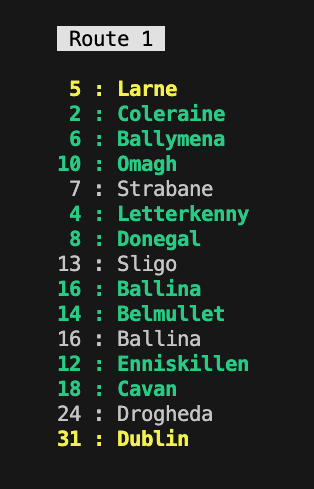 Route 1
5 : Larne
2 : Coleraine
6 : Ballymena
10 : Omagh
7 : Strabane
4 : Letterkenny
8 : Donegal
13 : Sligo
16 : Ballina
14 : Belmullet
16 : Ballina
12 : Enniskillen
18 : Cavan
24 : Drogheda
31 : Dublin